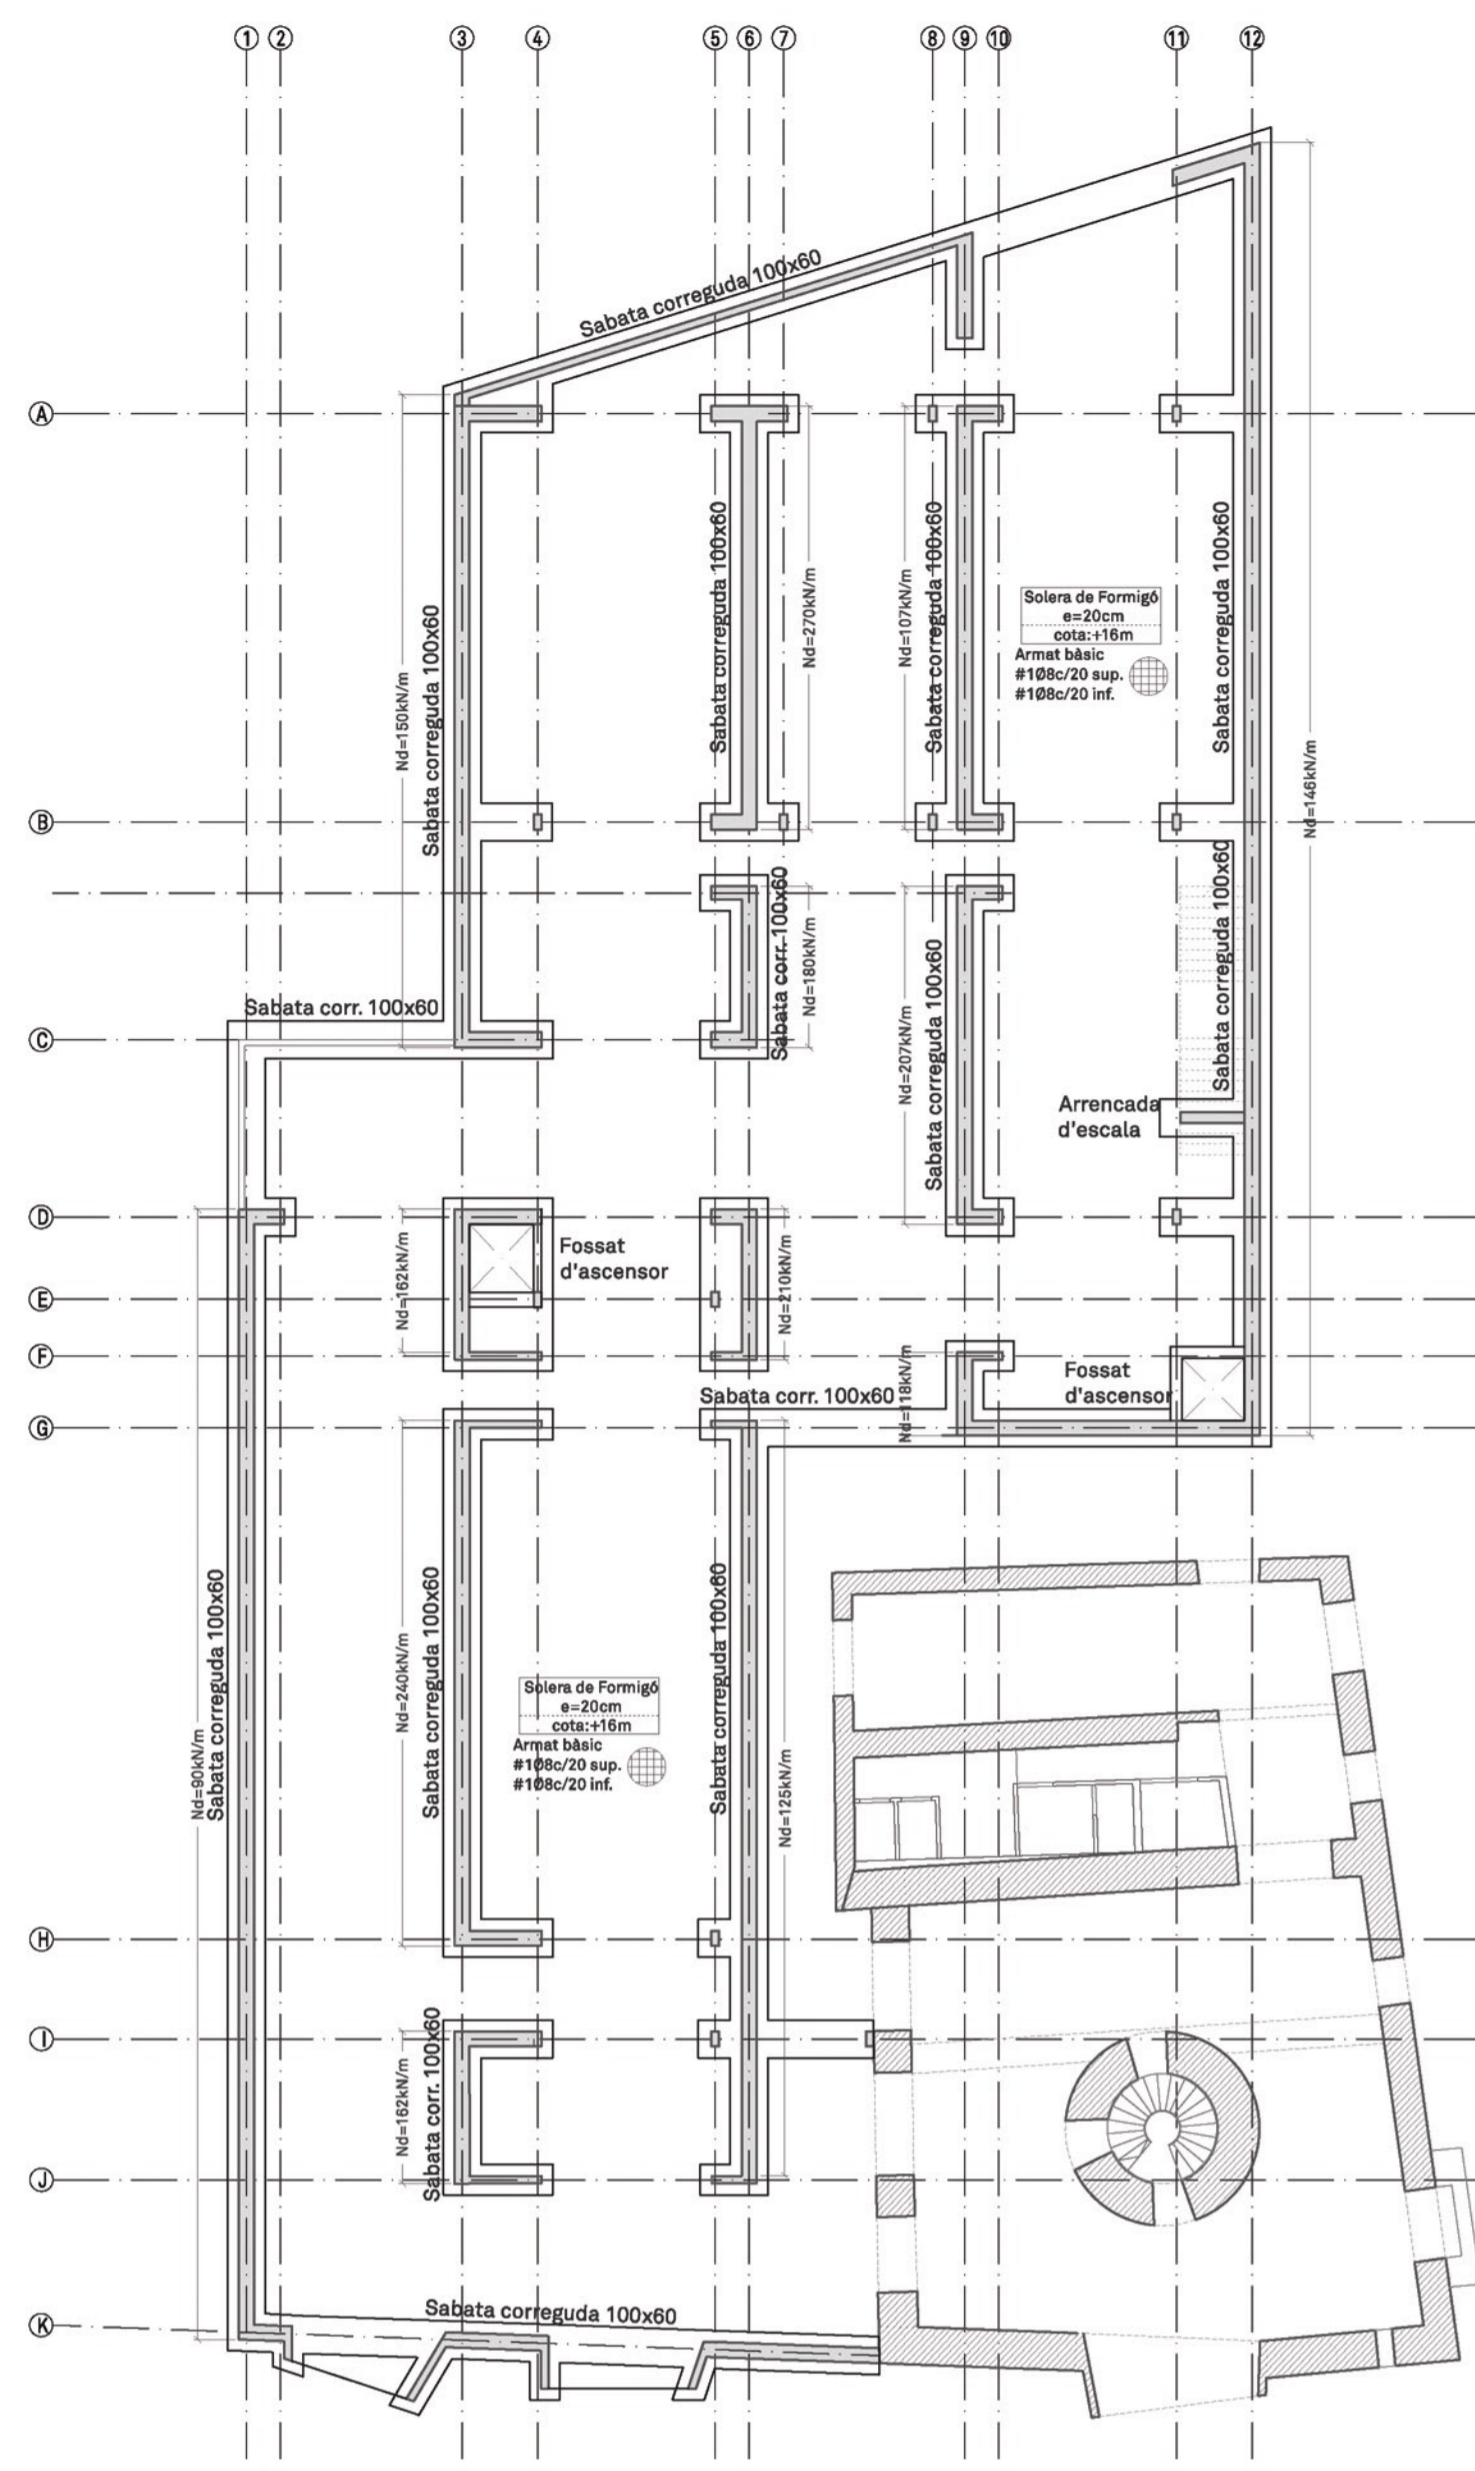 1 2 3 4 5 6 7 8 9 10 11 12
Sabata correguda 100x60
A
Sabata correguda 100x60
Sabata correguda 100x60
Sabata correguda 100x60
Sabata correguda 100x60
Nd=270kN/m
Nd=107kN/m
Solera de Formigó
e=20cm
cota:+16m
Armat bàsic
#1Ø8c/20 sup.
#1Ø8c/20 inf.
Nd=150kN/m
Nd=146kN/m
B
Sabata corr. 100x60
Nd=180kN/m
Sabata correguda 100x60
Nd=207kN/m
Sabata correguda 100x60
Sabata corr. 100x60
C
Arrencada
d'escala
D
Nd=162kN/m
Fossat
d'ascensor
Nd=210kN/m
E
F
Nd=118kN/m
Fossat
d'ascensor
Sabata corr. 100x60
G
Sabata correguda 100x60
Nd=90kN/m
Nd=240kN/m
Sabata correguda 100x60
Sabata correguda 100x60
Nd=125kN/m
Solera de Formigó
e=20cm
cota:+16m
Armat bàsic
#1Ø8c/20 sup.
#1Ø8c/20 inf.
H
I
Nd=162kN/m
Sabata corr. 100x60
J
K
Sabata correguda 100x60